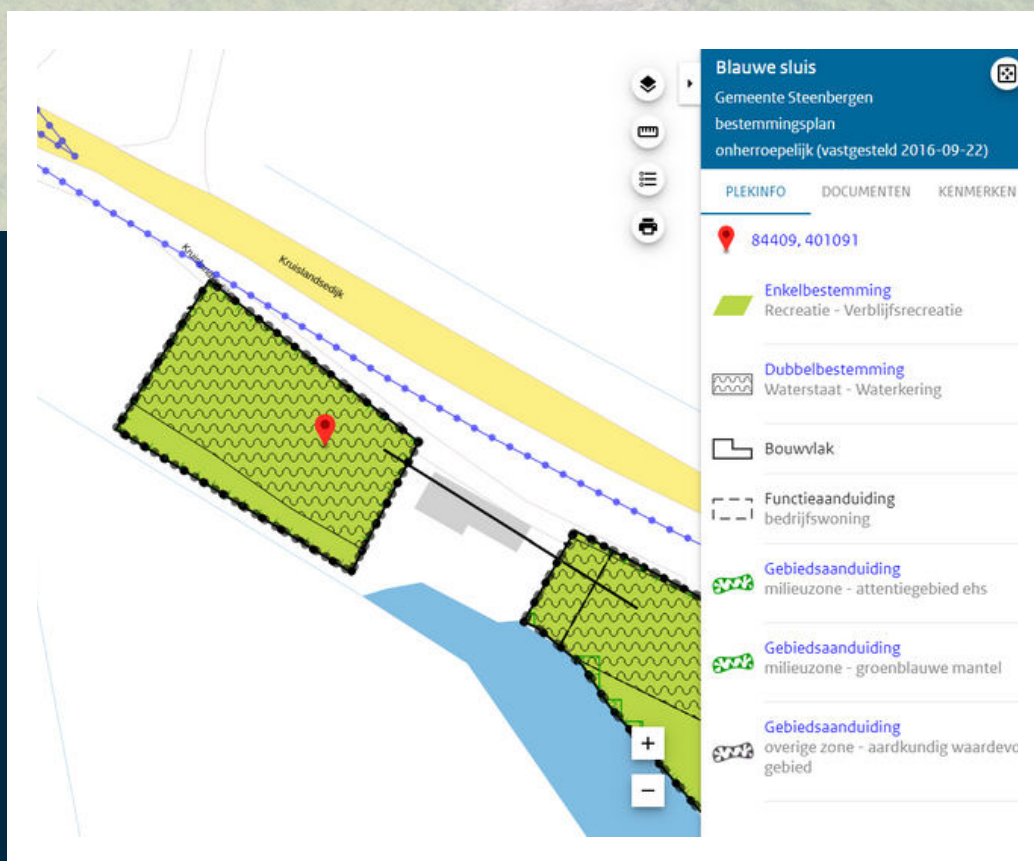 Blauwe sluis
Gemeente Steenbergen
bestemmingsplan
onherroepelijk (vastgesteld 2016-09-22)
PLEKINFO DOCUMENTEN KENMERKEN
84409, 401091
Enkelbestemming
Recreatie - Verblijfsrecreatie
Dubbelbestemming
Waterstaat - Waterkering
Bouwvlak
Functieaanduiding
bedrijfswoning
Gebiedsaanduiding
milieuzone - attentiegebied ehs
Gebiedsaanduiding
milieuzone - groenblauwe mantel
Gebiedsaanduiding
overige zone - aardkundig waardevo
gebied
Kruislandsedijk
+
−